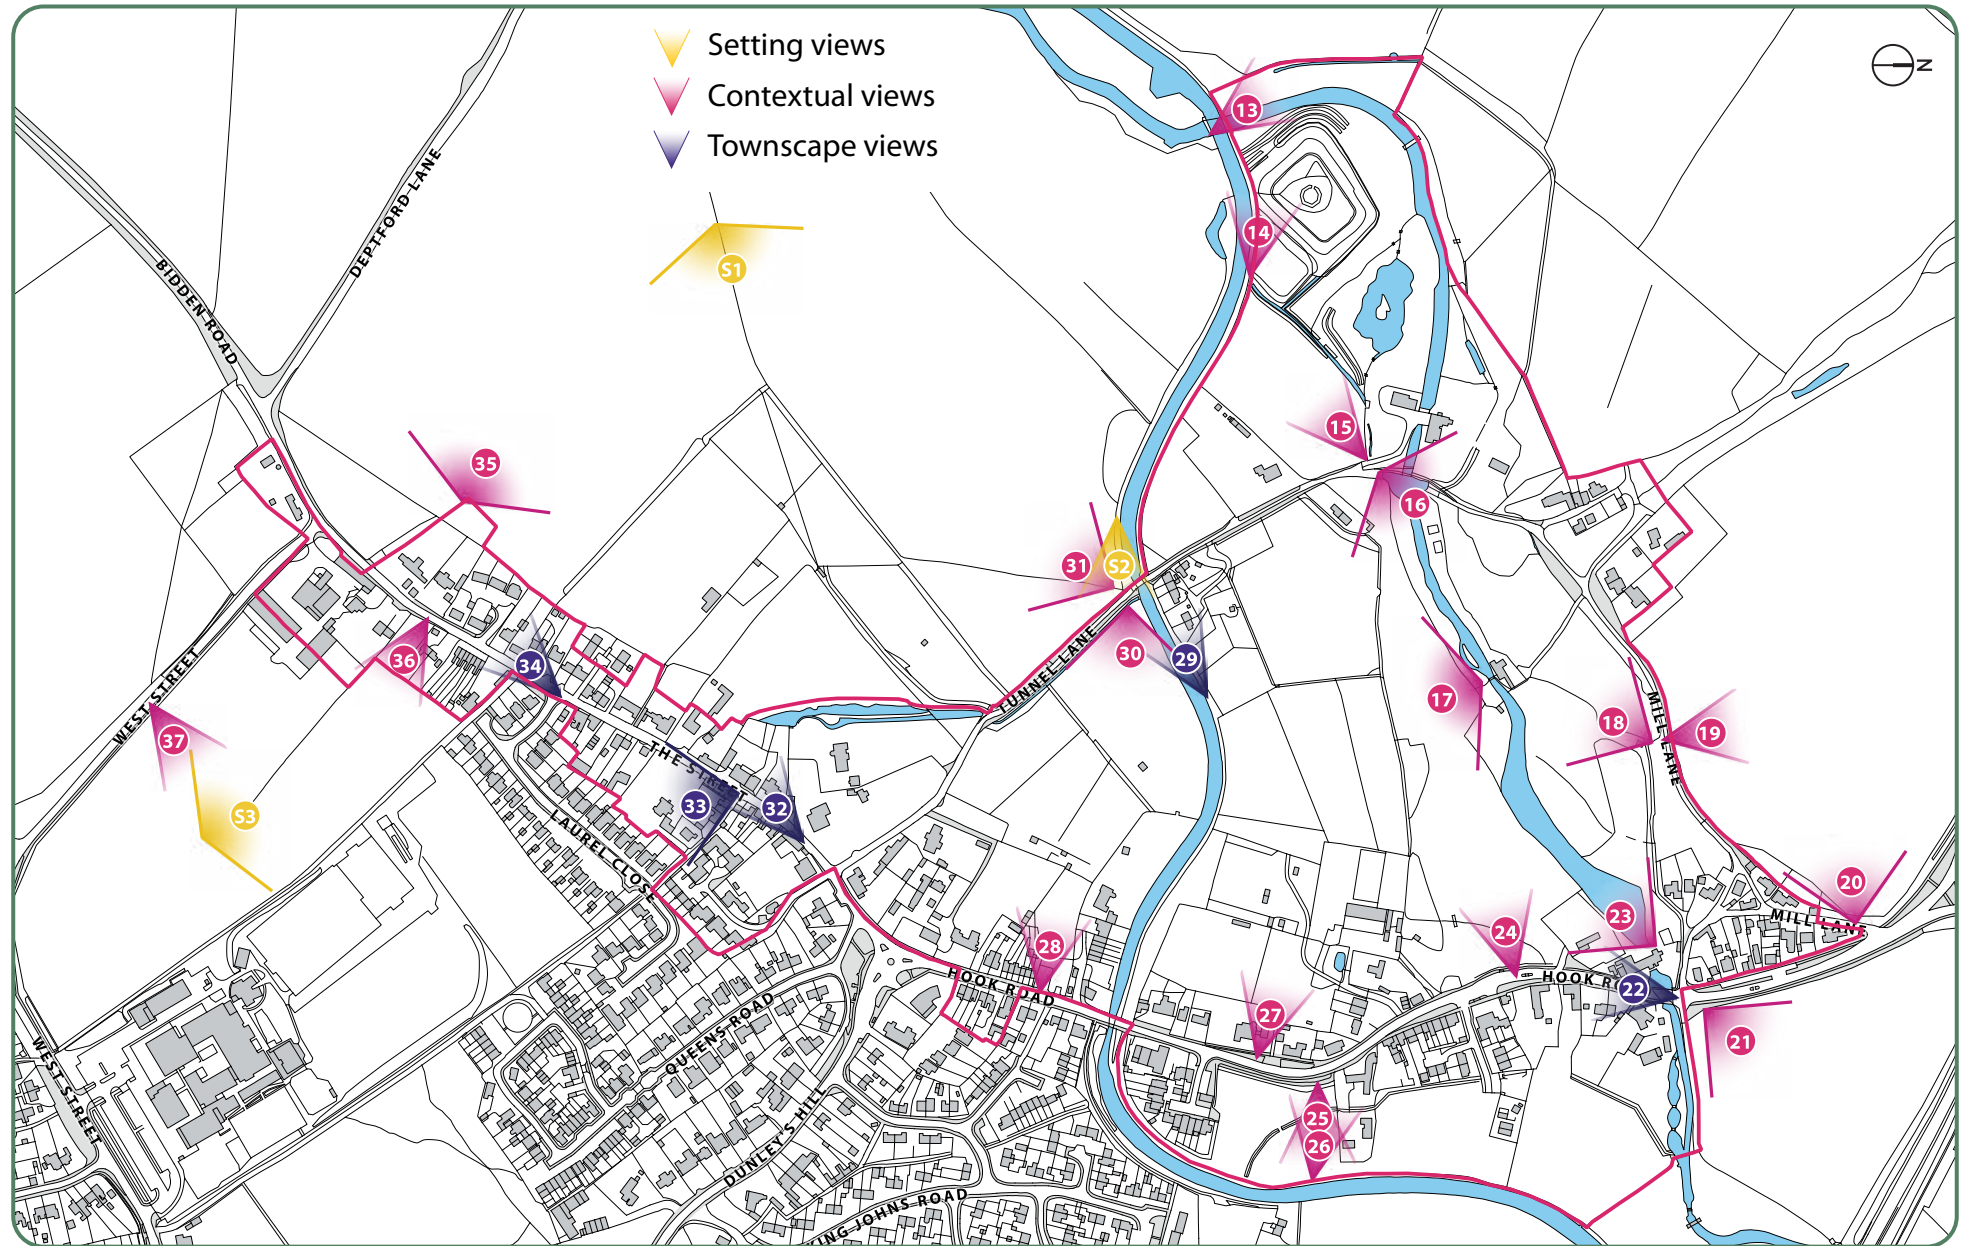 Setting views
Contextual views
Townscape views
N
13
DEPTFORD LANE
14
S1
BIDDEN ROAD
15
35
16
31
S2
TUNNEL LANE
30
29
36
34
17
WEST STREET
37
MILL LANE
18
19
THE STREET
33
32
S3
LAUREL CLOSE
20
MILL LANE
23
24
28
HOOK ROAD
HOOK R
22
27
QUEENS ROAD
21
WEST STREET
25
26
DUNLEY'S HILL
KING JOHNS ROAD